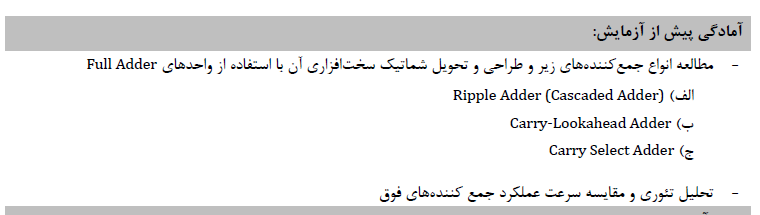 آمادگی پیش از آزمایش:
- مطالعه انواع جمع‌کننده‌های زیر و طراحی و تحویل شماتیک سخت‌افزاری آن با استفاده از واحدهای Full Adder
الف) Ripple Adder (Cascaded Adder)
ب) Carry-Lookahead Adder
ج) Carry Select Adder
- تحلیل تئوری و مقایسه سرعت عملکرد جمع کننده‌های فوق